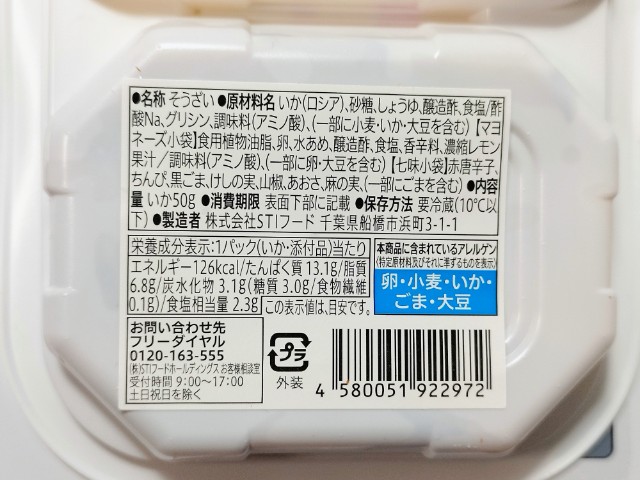 ●名称 そうざい ●原材料名 いか(ロシア)、砂糖、しょうゆ、醸造酢、食塩/酢
酸Na、グリシン、調味料(アミノ酸)、(一部に小麦・いか・大豆を含む)【マヨ
ネーズ小袋】食用植物油脂、卵、水あめ、醸造酢、食塩、香辛料、濃縮レモン
果汁/調味料(アミノ酸)、(一部に卵・大豆を含む)【七味小袋】赤唐辛子、
ちんぴ、黒ごま、けしの実、山椒、あおさ、麻の実、(一部にごまを含む) ●内容
量 いか50g ●消費期限 表面下部に記載 ●保存方法 要冷蔵(10℃以
下) ●製造者 株式会社STIフード 千葉県船橋市浜町3-1-1
栄養成分表示:1パック(いか・添付品)当たり
エネルギー126kcal/たんぱく質 13.1g/脂質
6.8g/炭水化物 3.1g(糖質 3.0g/食物繊維
0.1g)/食塩相当量 2.3g この表示値は、目安です。
本商品に含まれているアレルゲン
(特定原材料及びそれに準ずるものを表示)
卵・小麦・いか・
ごま・大豆
お問い合わせ先
フリーダイヤル
0120-163-555
(株)STIフードホールディングス お客様相談室
受付時間 9:00〜17:00
土日祝日を除く
プラ
外装
4 580051 922972